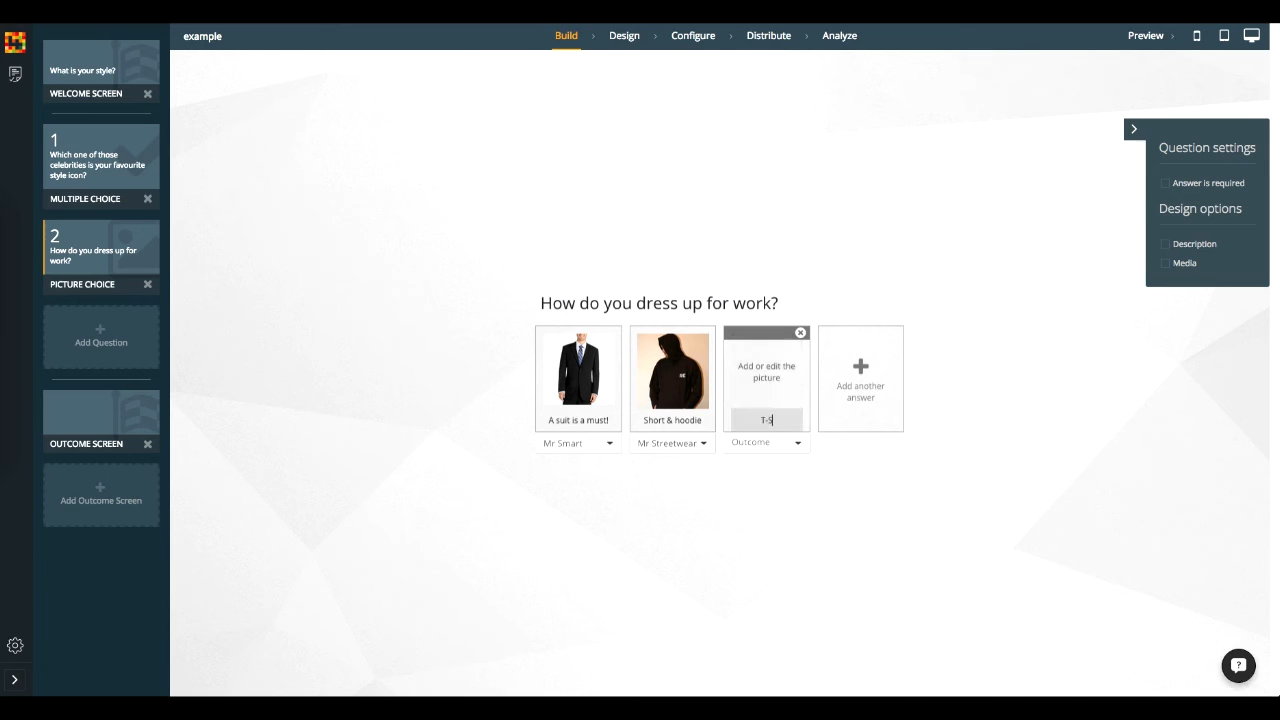 example
Build
Design
Configure
Distribute
Analyze
Preview
What is your style?
WELCOME SCREEN
1
Which one of those
celebrities is your favourite
style icon?
MULTIPLE CHOICE
2
How do you dress up for
work?
PICTURE CHOICE
Add Question
OUTCOME SCREEN
Add Outcome Screen
How do you dress up for work?
A suit is a must!
Mr Smart
Short & hoodie
Mr Streetwear
Add or edit the
picture
T-S
Outcome
Add another
answer
Question settings
Answer is required
Design options
Description
Media